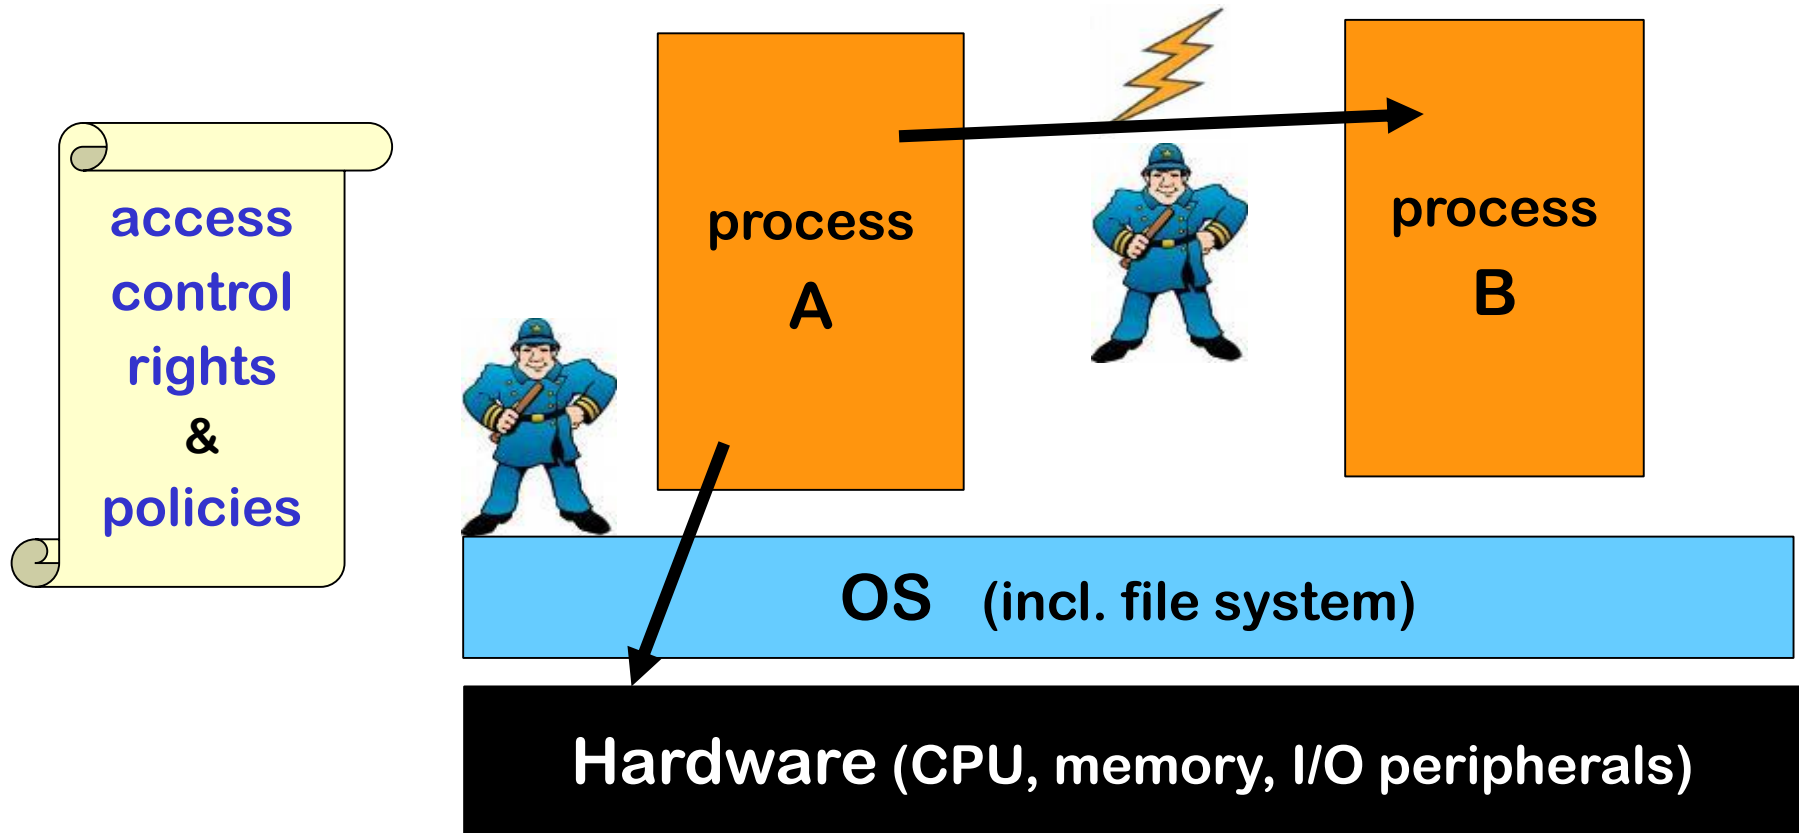 access
control
rights
&
policies
process
A
process
B
OS (incl. file system)
Hardware (CPU, memory, I/O peripherals)